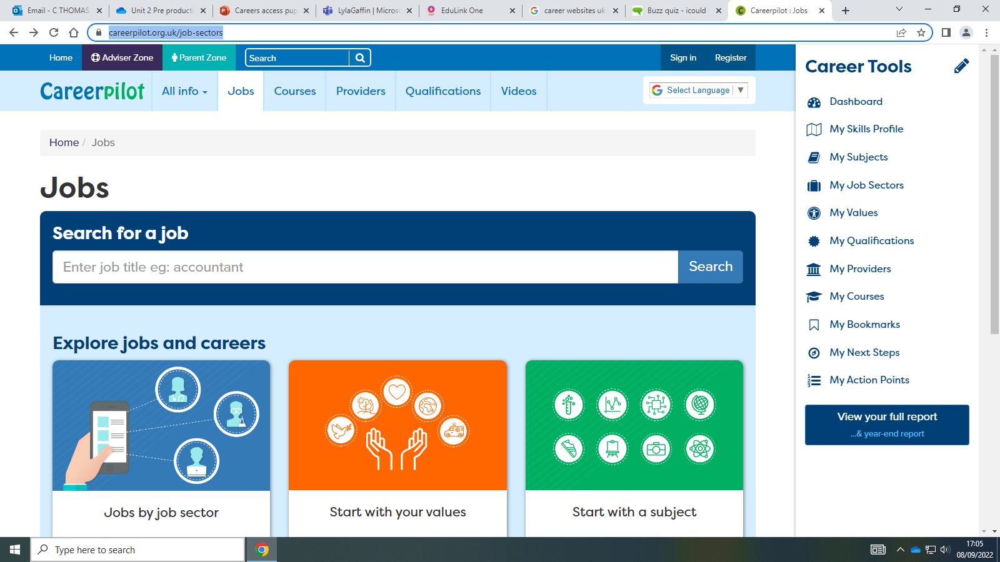 Email - C THOMAS
Unit 2 Pre producti
Careers access pup
LylaGaffin | Microsc
EduLink One
career websites uk
Buzz quiz - icould
Careerpilot : Jobs
careerpilot.org.uk/job-sectors
Home
Adviser Zone
Parent Zone
Search
Sign in
Register
Careerpilot
All info
Jobs
Courses
Providers
Qualifications
Videos
Select Language
Home / Jobs
Jobs
Search for a job
Enter job title eg: accountant
Search
Explore jobs and careers
Jobs by job sector
Start with your values
Start with a subject
Career Tools
Dashboard
My Skills Profile
My Subjects
My Job Sectors
My Values
My Qualifications
My Providers
My Courses
My Bookmarks
My Next Steps
My Action Points
View your full report
...& year-end report
Type here to search
17:05
08/09/2022